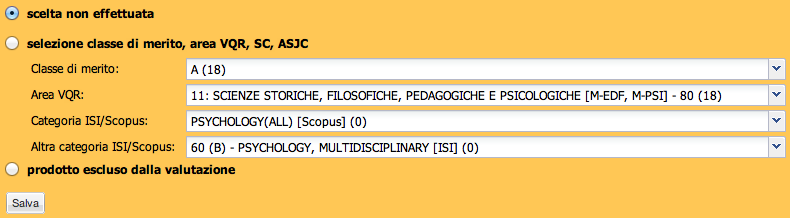 scelta non effettuata
selezione classe di merito, area VQR, SC, ASJC
Classe di merito: A (18)
Area VQR: 11: SCIENZE STORICHE, FILOSOFICHE, PEDAGOGICHE E PSICOLOGICHE [M-EDF, M-PSI] - 80 (18)
Categoria ISI/Scopus: PSYCHOLOGY(ALL) [Scopus] (0)
Altra categoria ISI/Scopus: 60 (B) - PSYCHOLOGY, MULTIDISCIPLINARY [ISI] (0)
prodotto escluso dalla valutazione
Salva